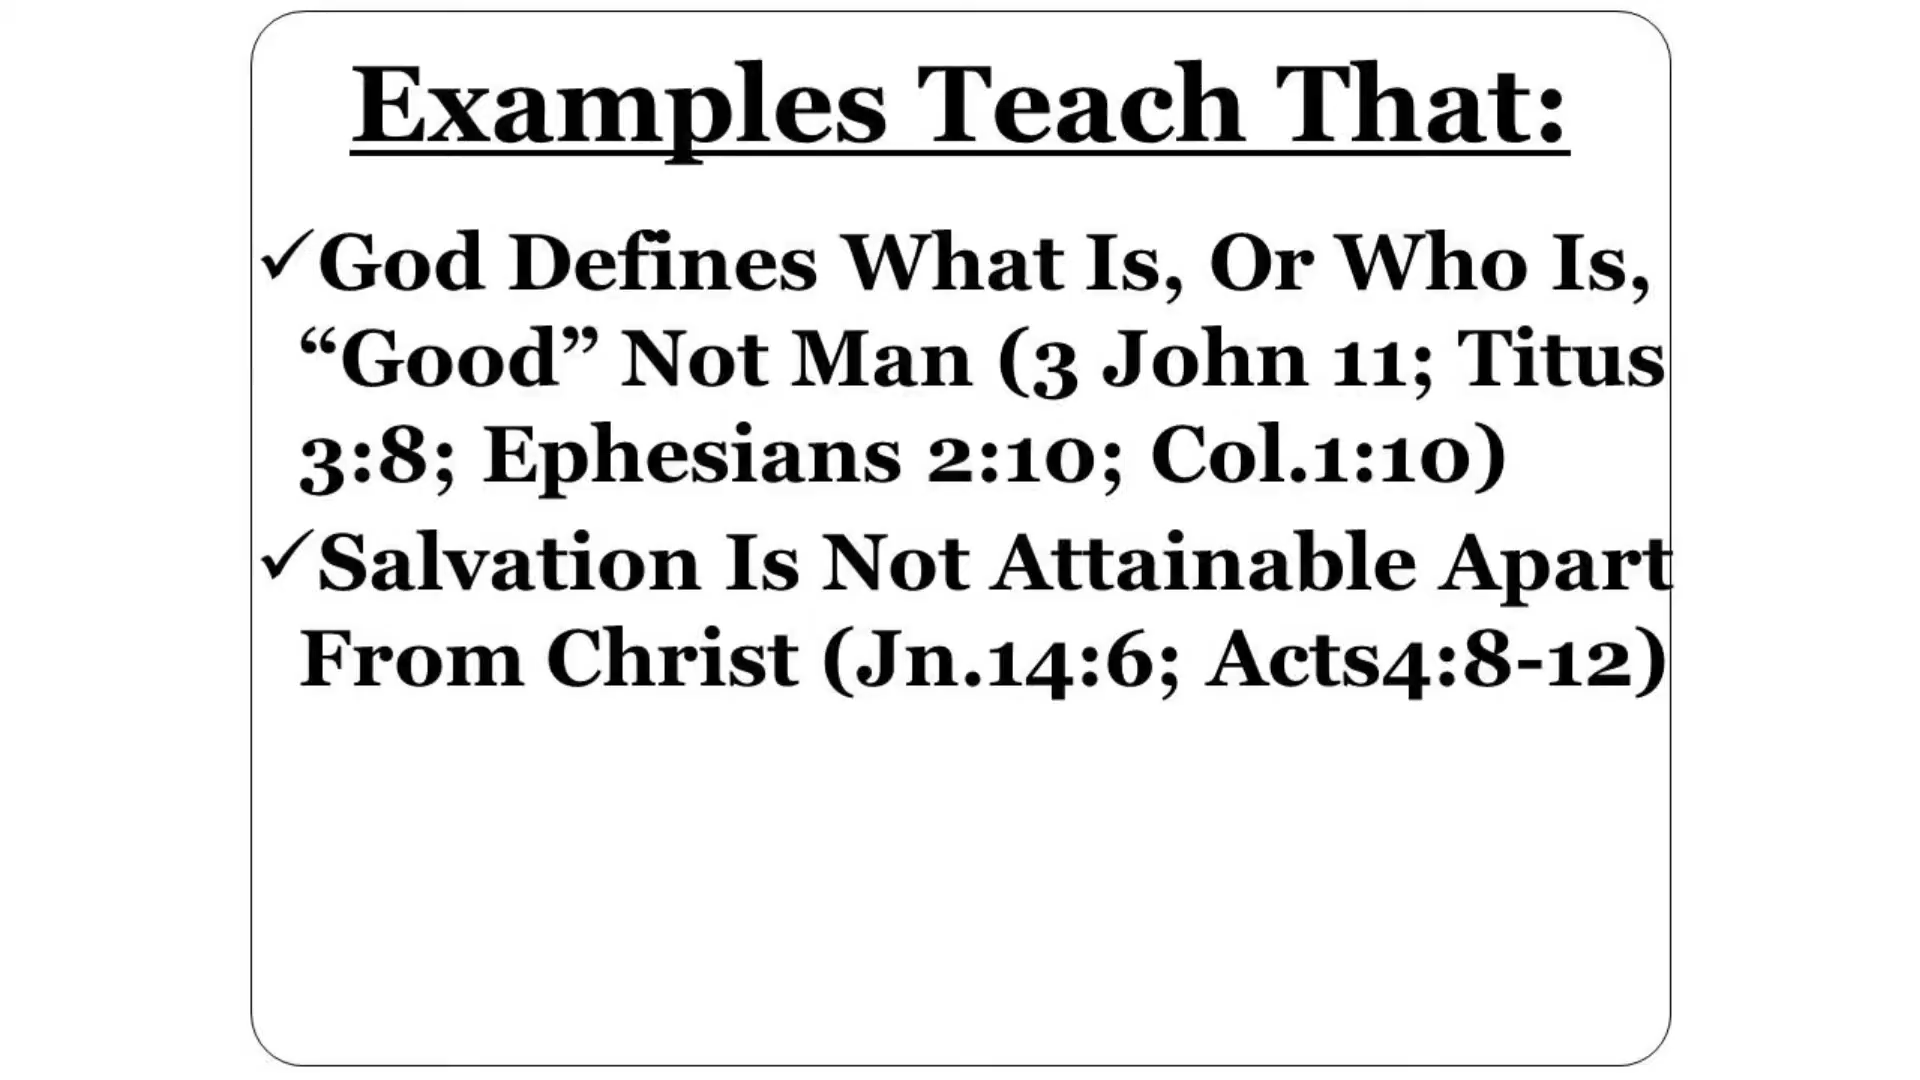 Examples Teach That:
✓God Defines What Is, Or Who Is,
“Good” Not Man (3 John 11; Titus
3:8; Ephesians 2:10; Col.1:10)
✓Salvation Is Not Attainable Apart
From Christ (Jn.14:6; Acts4:8-12)